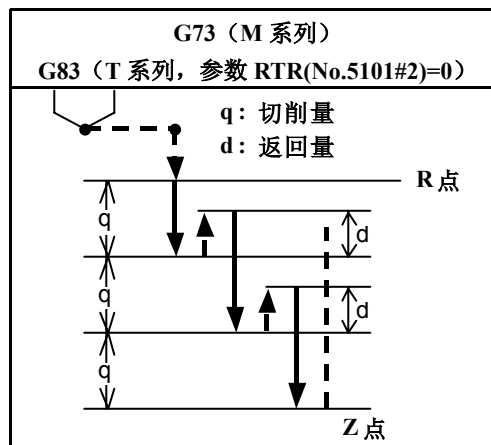 G73（M 系列）
G83（T 系列，参数 RTR(No.5101#2)=0）
q：切削量
d：返回量
R 点
q
d
q
d
q
Z 点